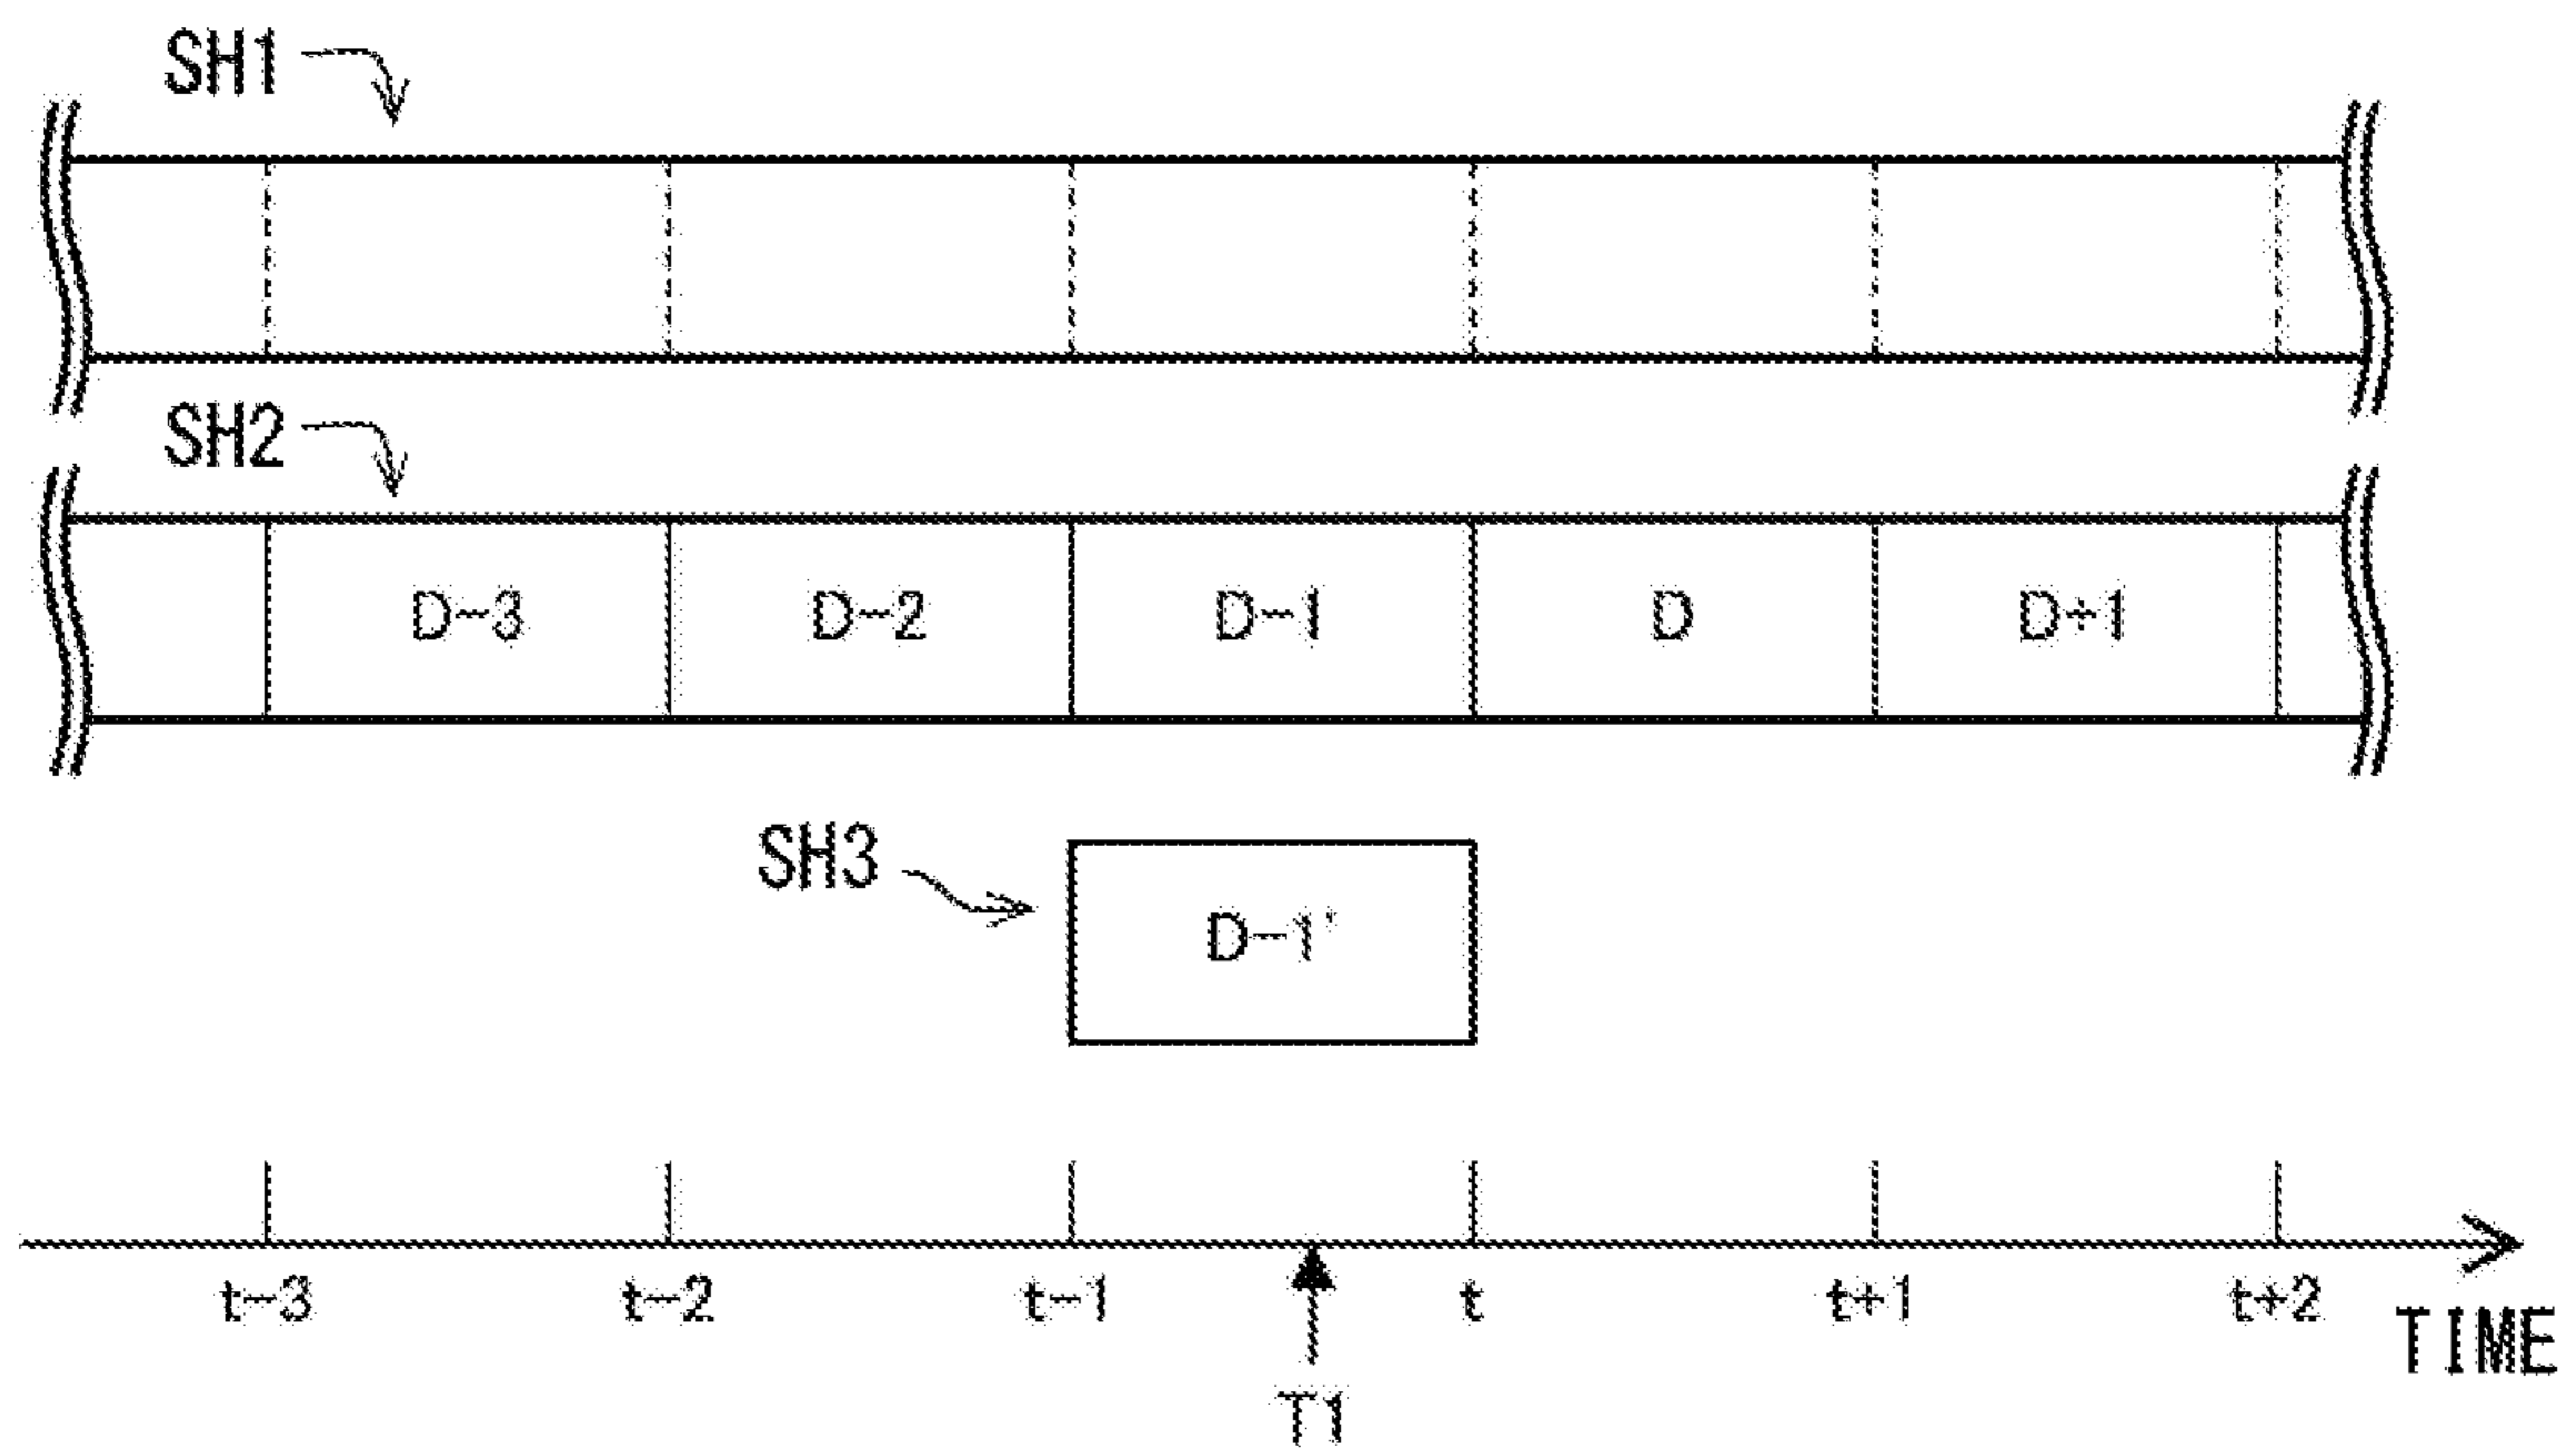 SH1
SH2
D-3 D-2 D-1 D D+1
SH3
D-1'
t-3 t-2 t-1 t t+1 t+2 TIME
T1